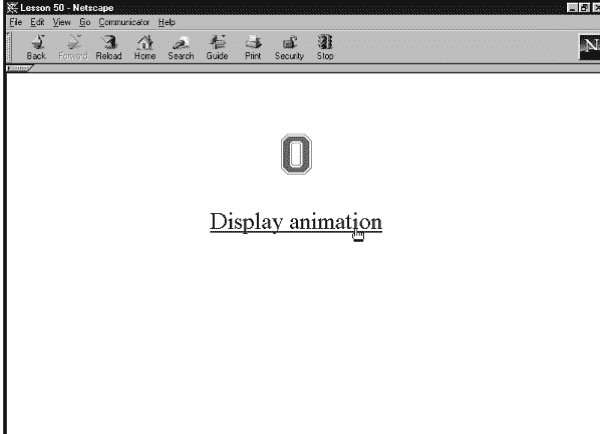 Lesson 50 - Netscape
File Edit View Go Communicator Help
Back Forward Reload Home Search Guide Print Security Stop
N
O
Display animation